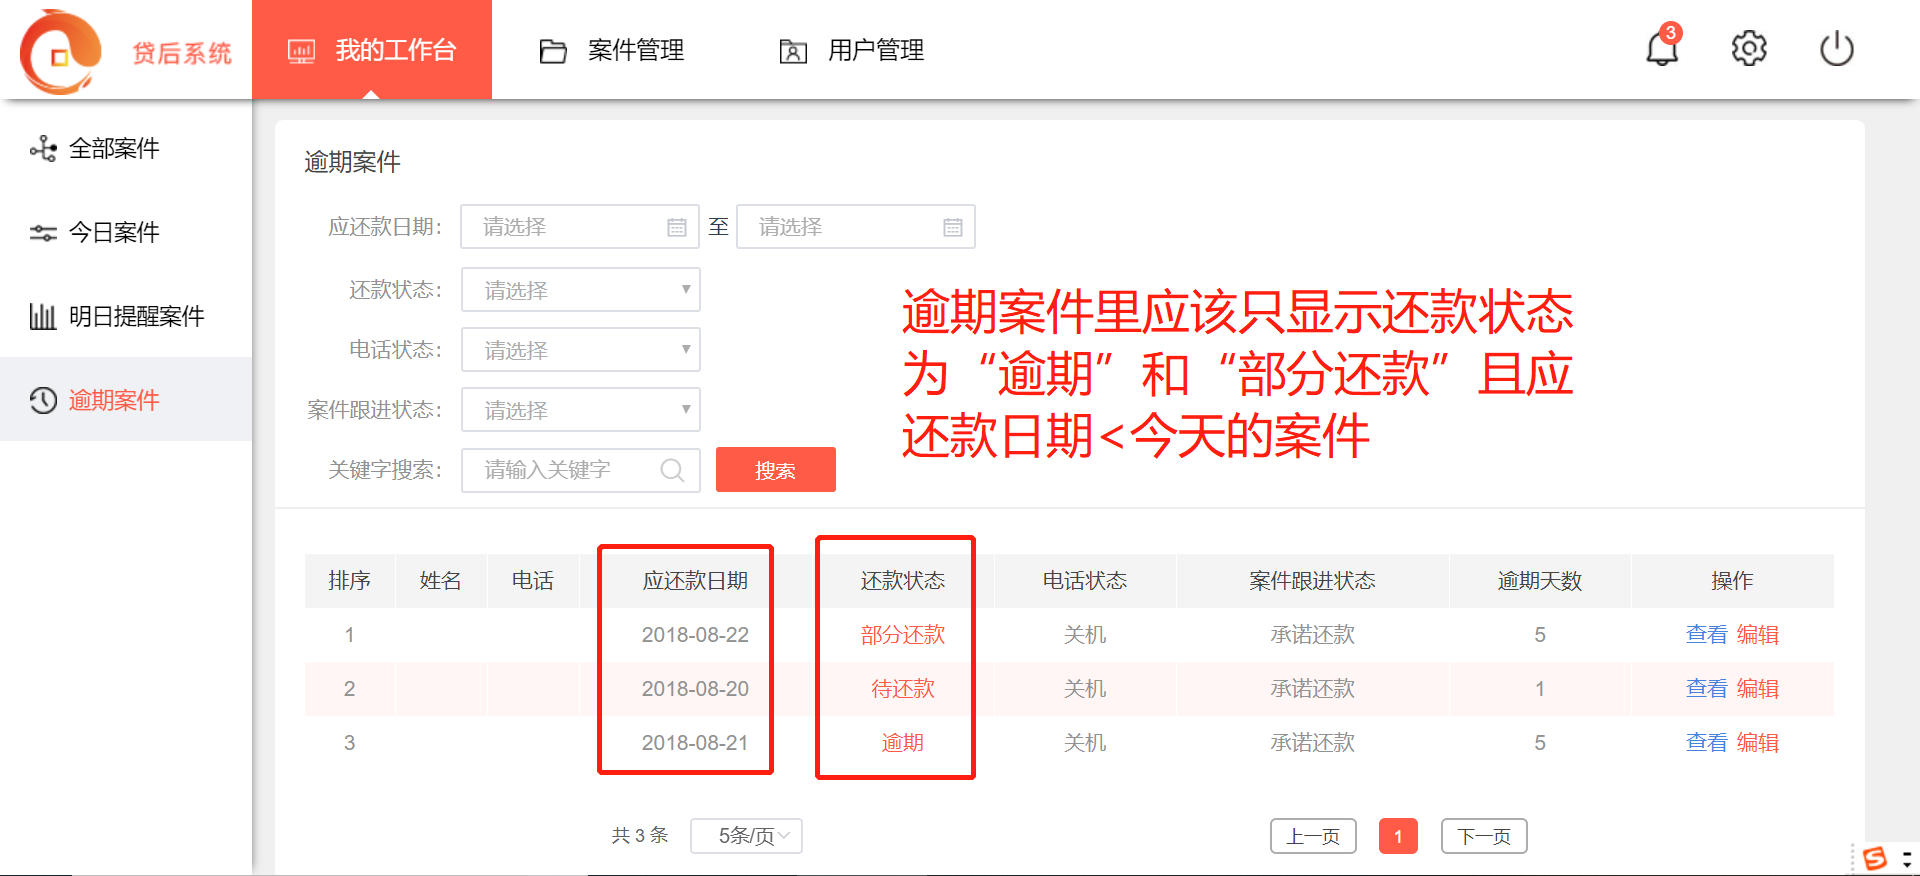 贷后系统
我的工作台
案件管理
用户管理
3
全部案件
今日案件
明日提醒案件
逾期案件
逾期案件
应还款日期: 请选择 至 请选择
还款状态: 请选择
电话状态: 请选择
案件跟进状态: 请选择
关键字搜索: 请输入关键字 搜索
逾期案件里应该只显示还款状态
为“逾期”和“部分还款”且应
还款日期<今天的案件
排序 姓名 电话 应还款日期 还款状态 电话状态 案件跟进状态 逾期天数 操作
1 2018-08-22 部分还款 关机 承诺还款 5 查看 编辑
2 2018-08-20 待还款 关机 承诺还款 1 查看 编辑
3 2018-08-21 逾期 关机 承诺还款 5 查看 编辑
共 3 条 5条/页 上一页 1 下一页